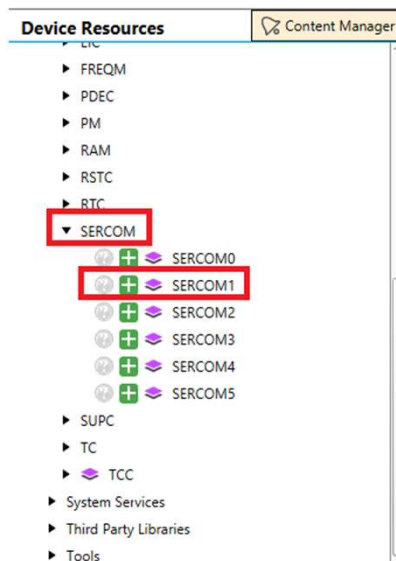 Device Resources
Content Manager
FREQM
PDEC
PM
RAM
RSTC
RTC
SERCOM
SERCOM0
SERCOM1
SERCOM2
SERCOM3
SERCOM4
SERCOM5
SUPC
TC
TCC
System Services
Third Party Libraries
Tools